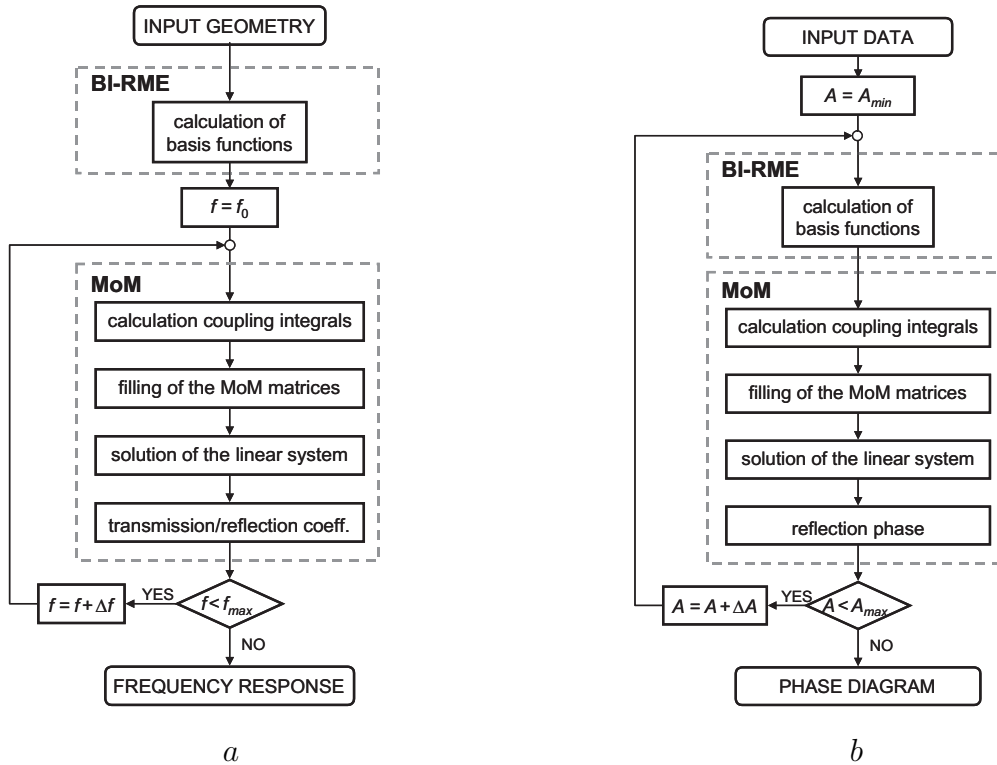 INPUT GEOMETRY
BI-RME
calculation of
basis functions
f = f0
MoM
calculation coupling integrals
filling of the MoM matrices
solution of the linear system
transmission/reflection coeff.
f = f + Δf
YES
f < fmax
NO
FREQUENCY RESPONSE
a
INPUT DATA
A = Amin
BI-RME
calculation of
basis functions
MoM
calculation coupling integrals
filling of the MoM matrices
solution of the linear system
reflection phase
A = A + ΔA
YES
A < Amax
NO
PHASE DIAGRAM
b